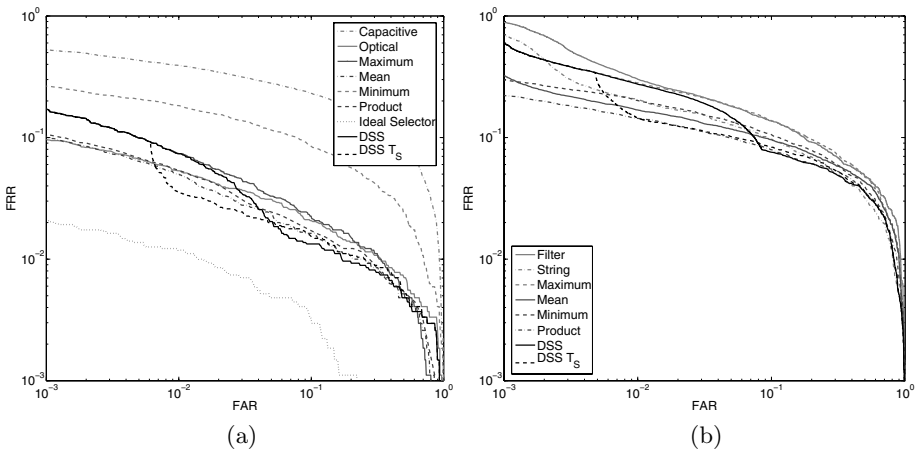 10^0
10^-1
10^-2
10^-3
10^-3
10^-2
10^-1
10^0
FRR
FAR
Capacitive
Optical
Maximum
Mean
Minimum
Product
Ideal Selector
DSS
DSS T_S
(a)
10^0
10^-1
10^-2
10^-3
10^-3
10^-2
10^-1
10^0
FRR
FAR
Filter
String
Maximum
Mean
Minimum
Product
DSS
DSS T_S
(b)